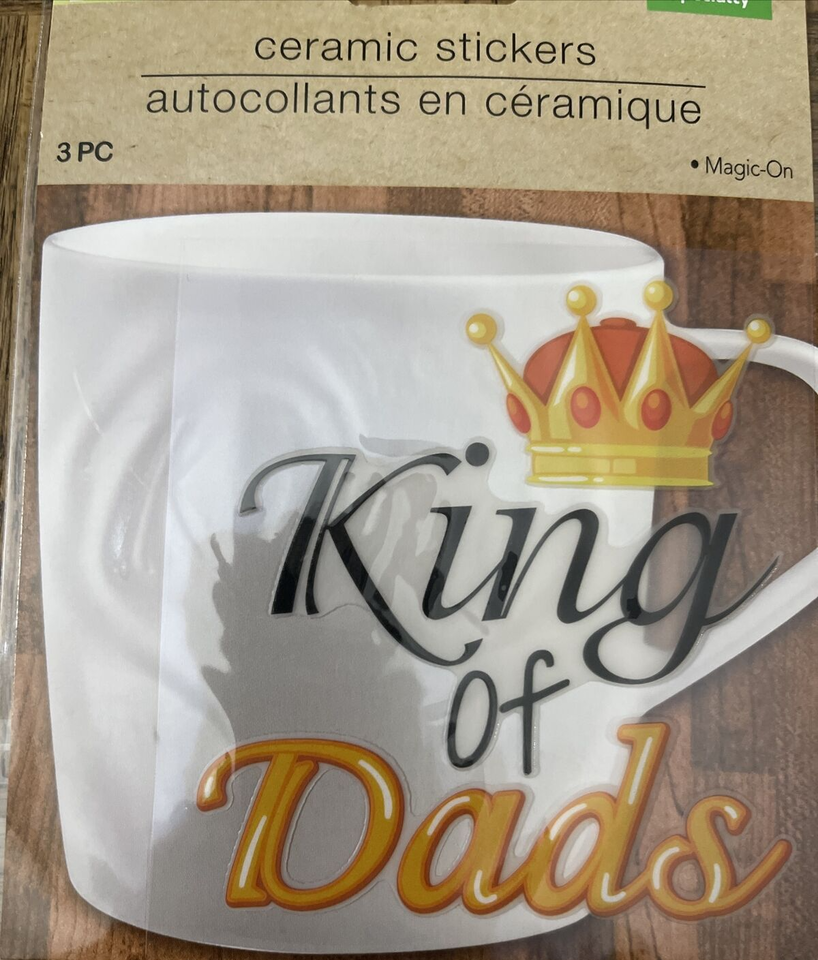 ceramic stickers
autocollants en céramique
3 PC
• Magic-On
King
of
Dads